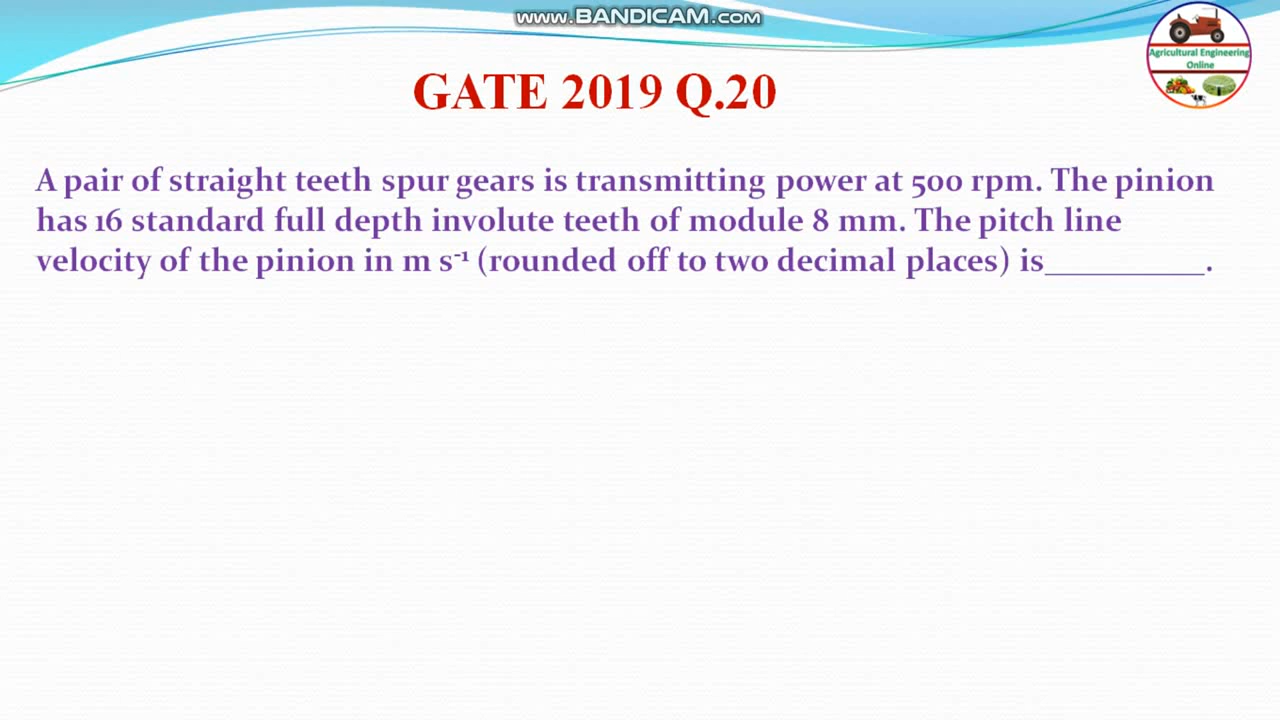 www.BANDICAM.com
Agricultural Engineering
Online
GATE 2019 Q.20
A pair of straight teeth spur gears is transmitting power at 500 rpm. The pinion
has 16 standard full depth involute teeth of module 8 mm. The pitch line
velocity of the pinion in m s⁻¹ (rounded off to two decimal places) is__________.